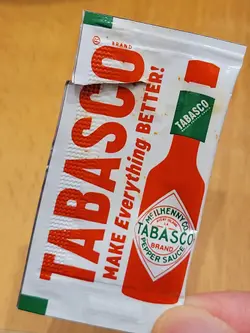 TABASCO®
BRAND
MAKE Everything BETTER!
TABASCO
McILHENNY CO.
TABASCO
BRAND
PEPPER SAUCE